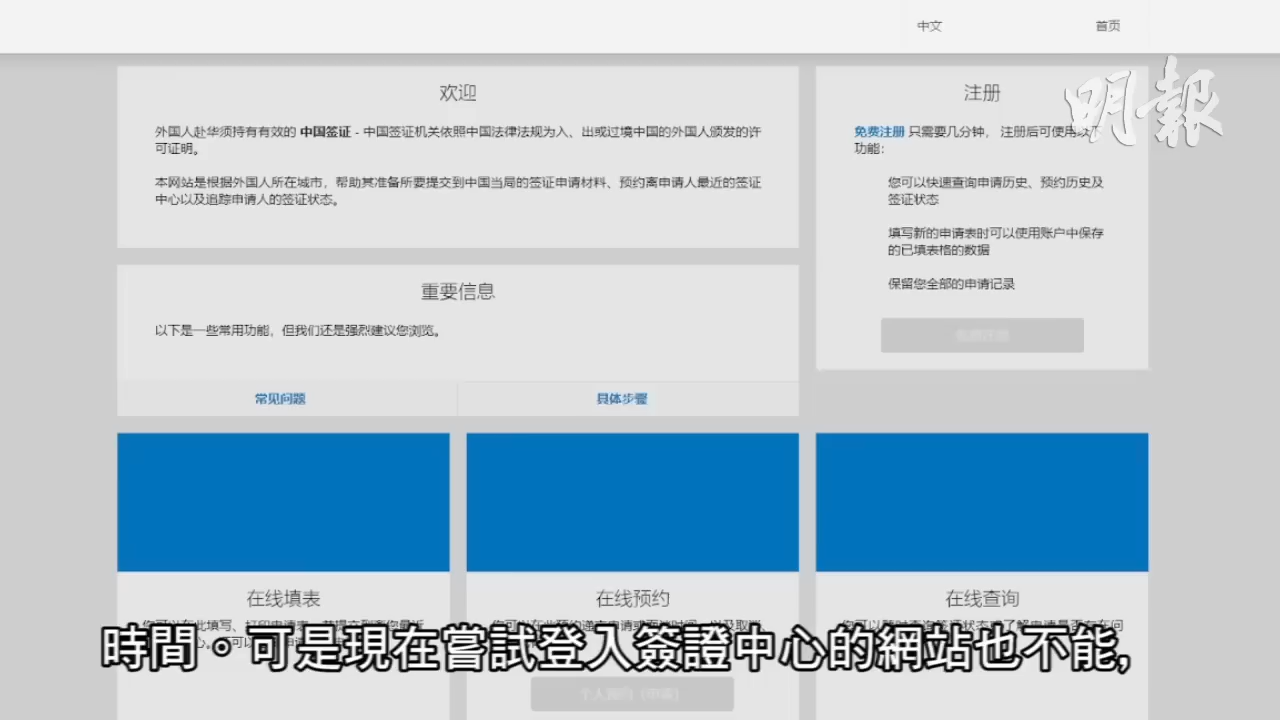 中文
首页
明報
欢迎
外国人赴华须持有有效的 中国签证 - 中国签证机关依照中国法律法规为入、出或过境中国的外国人颁发的许
可证明。
本网站是根据外国人所在城市，帮助其准备所要提交到中国当局的签证申请材料、预约离申请人最近的签证
中心以及追踪申请人的签证状态。
注册
免费注册 只需要几分钟， 注册后可使用以下
功能：
您可以快速查询申请历史、预约历史及
签证状态
填写新的申请表时可以使用账户中保存
的已填表格的数据
保留您全部的申请记录
重要信息
以下是一些常用功能，但我们还是强烈建议您浏览。
常见问题
具体步骤
在线填表
在线预约
在线查询
時間。可是現在嘗試登入簽證中心的網站也不能,